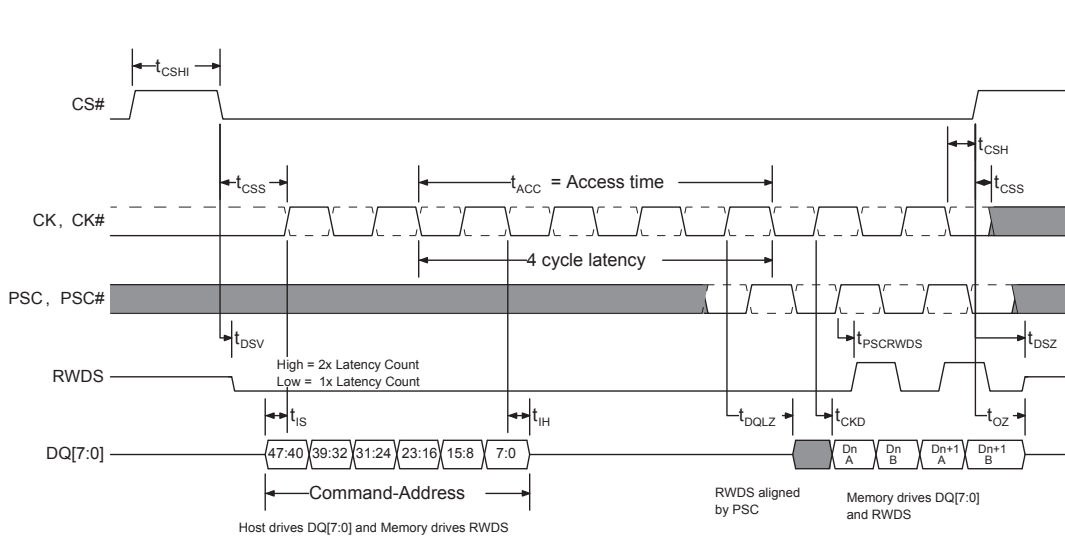 tCSHI
CS#
tCSH
tCSS
tACC = Access time
tCSS
CK, CK#
4 cycle latency
PSC, PSC#
tDSV
tPSCRWDS
tDSZ
High = 2x Latency Count
Low = 1x Latency Count
RWDS
tIS
tIH
tDQLZ
tCKD
tOZ
DQ[7:0]
47:40 39:32 31:24 23:16 15:8 7:0
Dn A
Dn B
Dn+1 A
Dn+1 B
Command-Address
RWDS aligned
by PSC
Memory drives DQ[7:0]
and RWDS
Host drives DQ[7:0] and Memory drives RWDS